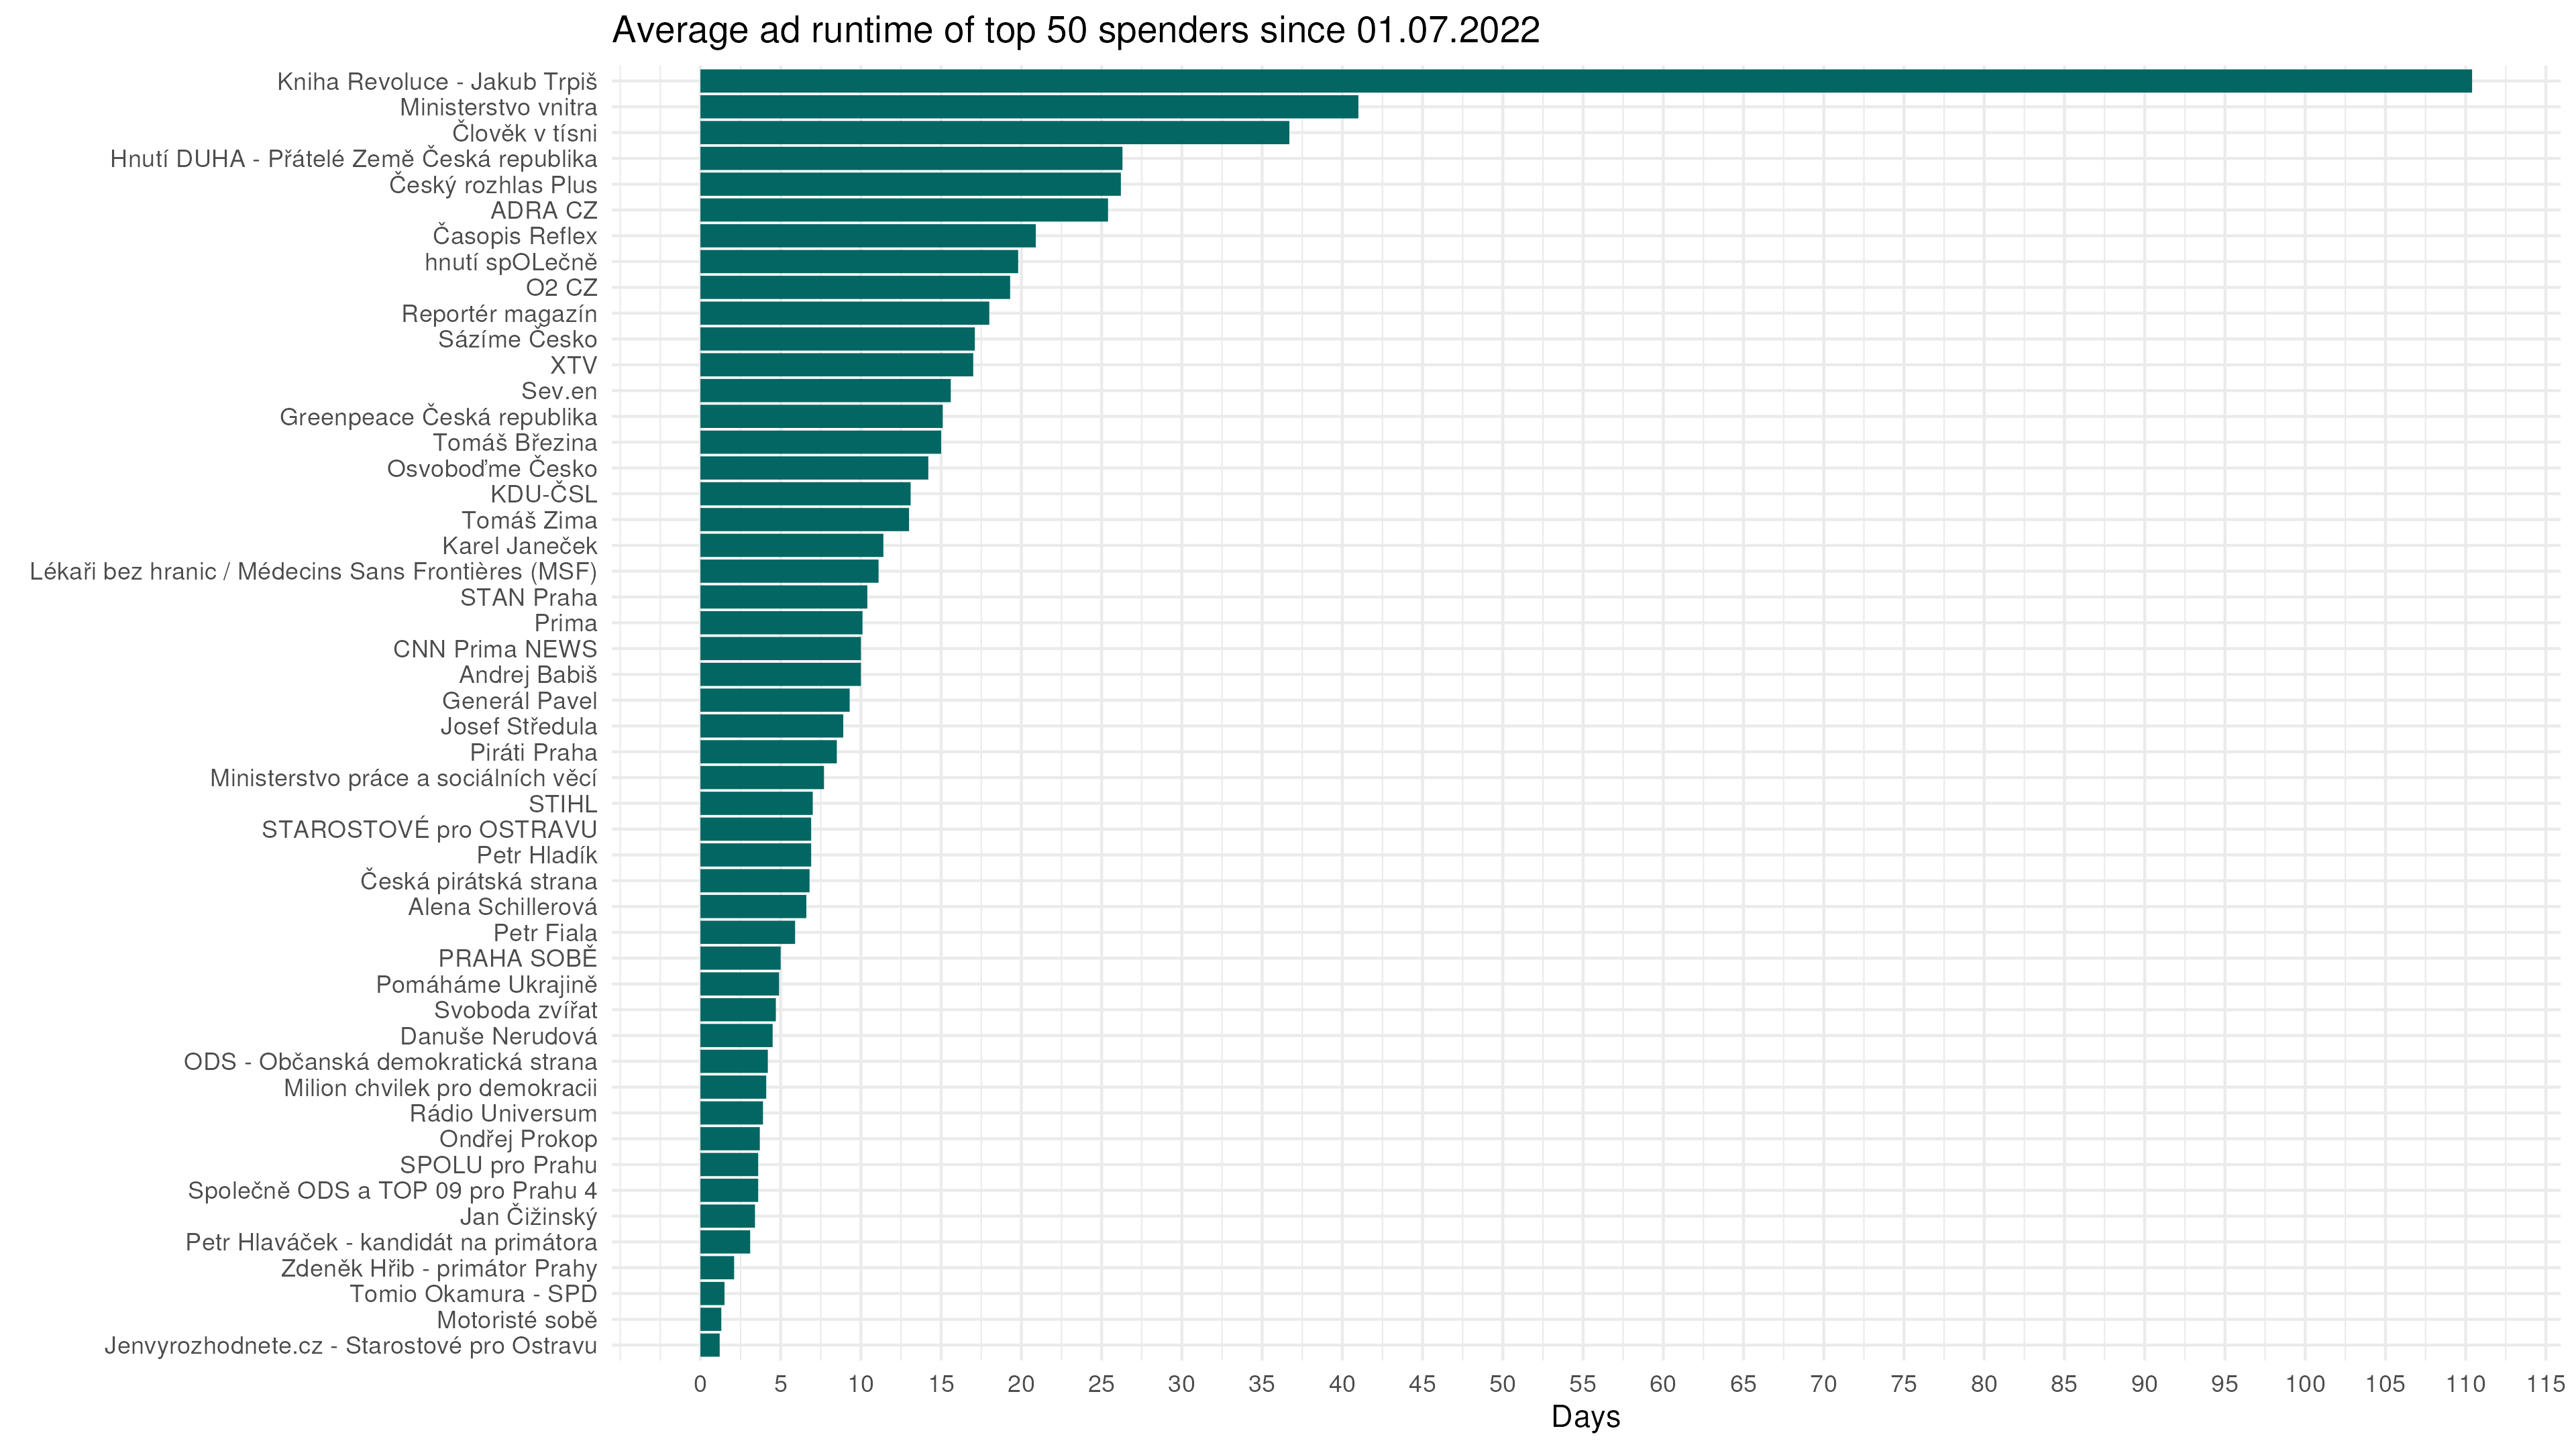 Average ad runtime of top 50 spenders since 01.07.2022
Kniha Revoluce - Jakub Trpiš
Ministerstvo vnitra
Člověk v tísni
Hnutí DUHA - Přátelé Země Česká republika
Český rozhlas Plus
ADRA CZ
Časopis Reflex
hnutí spOLečně
O2 CZ
Reportér magazín
Sázíme Česko
XTV
Sev.en
Greenpeace Česká republika
Tomáš Březina
Osvoboďme Česko
KDU-ČSL
Tomáš Zima
Karel Janeček
Lékaři bez hranic / Médecins Sans Frontières (MSF)
STAN Praha
Prima
CNN Prima NEWS
Andrej Babiš
Generál Pavel
Josef Středula
Piráti Praha
Ministerstvo práce a sociálních věcí
STIHL
STAROSTOVÉ pro OSTRAVU
Petr Hladík
Česká pirátská strana
Alena Schillerová
Petr Fiala
PRAHA SOBĚ
Pomáháme Ukrajině
Svoboda zvířat
Danuše Nerudová
ODS - Občanská demokratická strana
Milion chvilek pro demokracii
Rádio Universum
Ondřej Prokop
SPOLU pro Prahu
Společně ODS a TOP 09 pro Prahu 4
Jan Čižinský
Petr Hlaváček - kandidát na primátora
Zdeněk Hřib - primátor Prahy
Tomio Okamura - SPD
Motoristé sobě
Jenvyrozhodnete.cz - Starostové pro Ostravu
0 5 10 15 20 25 30 35 40 45 50 55 60 65 70 75 80 85 90 95 100 105 110 115
Days